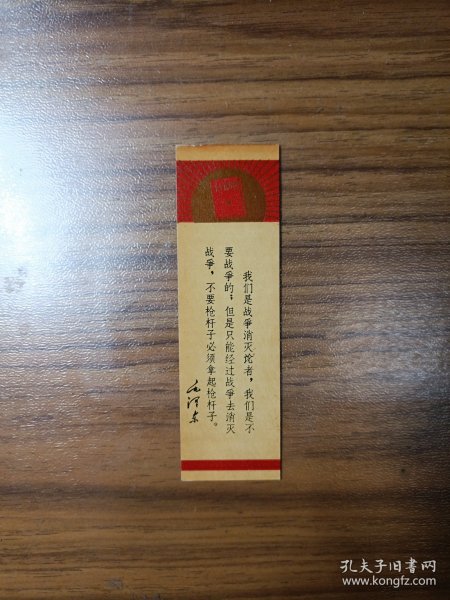 我们是战争消灭论者，我们是不
要战争的；但是只能经过战争去消灭
战争，不要枪杆子必须拿起枪杆子。
毛泽东
孔夫子旧书网
www.kongfz.com